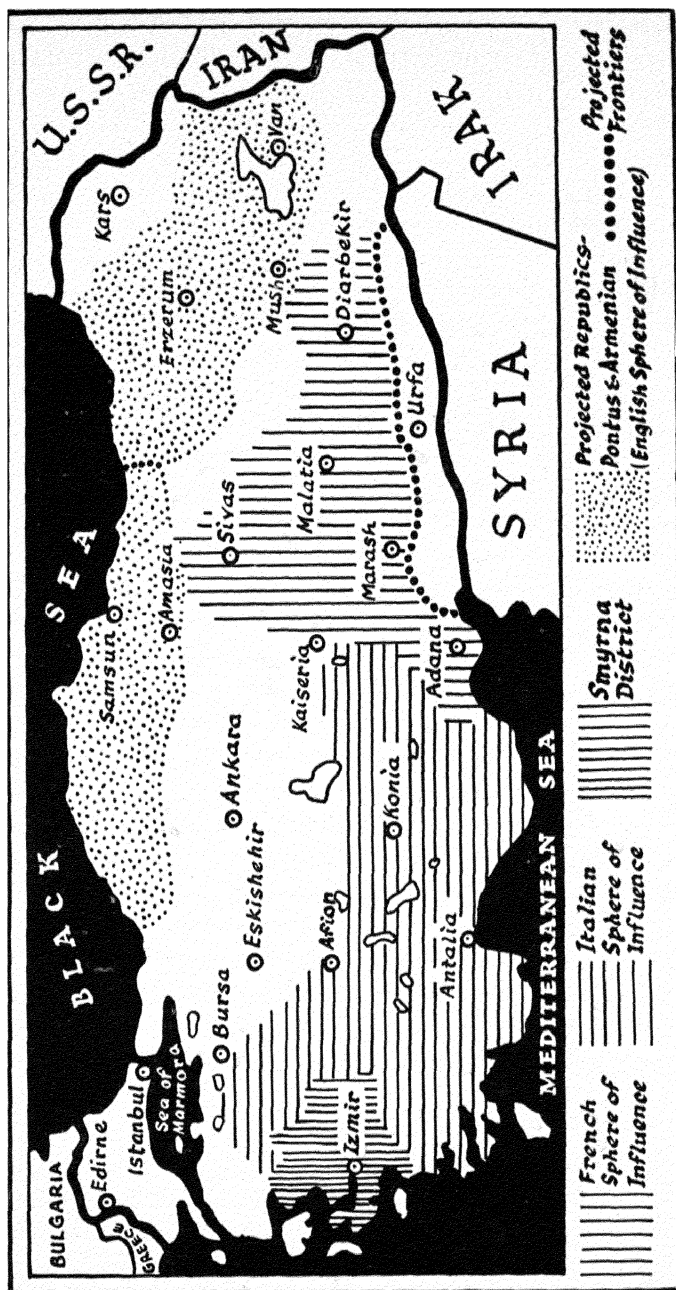 BULGARIA
GREECE
Edirne
Istanbul
Sea of
Marmora
BLACK SEA
U.S.S.R.
IRAN
IRAK
SYRIA
MEDITERRANEAN SEA
Samsun
Amasia
Kars
Erzerum
Van
Mush
Diarbekir
Sivas
Malatia
Marash
Urfa
Adana
Kaiseria
Ankara
Eskishehir
Bursa
Afion
Konia
Izmir
Antalia
French
Sphere of
Influence
Italian
Sphere of
Influence
Smyrna
District
Projected Republics-
Pontus & Armenian
(English Sphere of Influence)
Projected
Frontiers